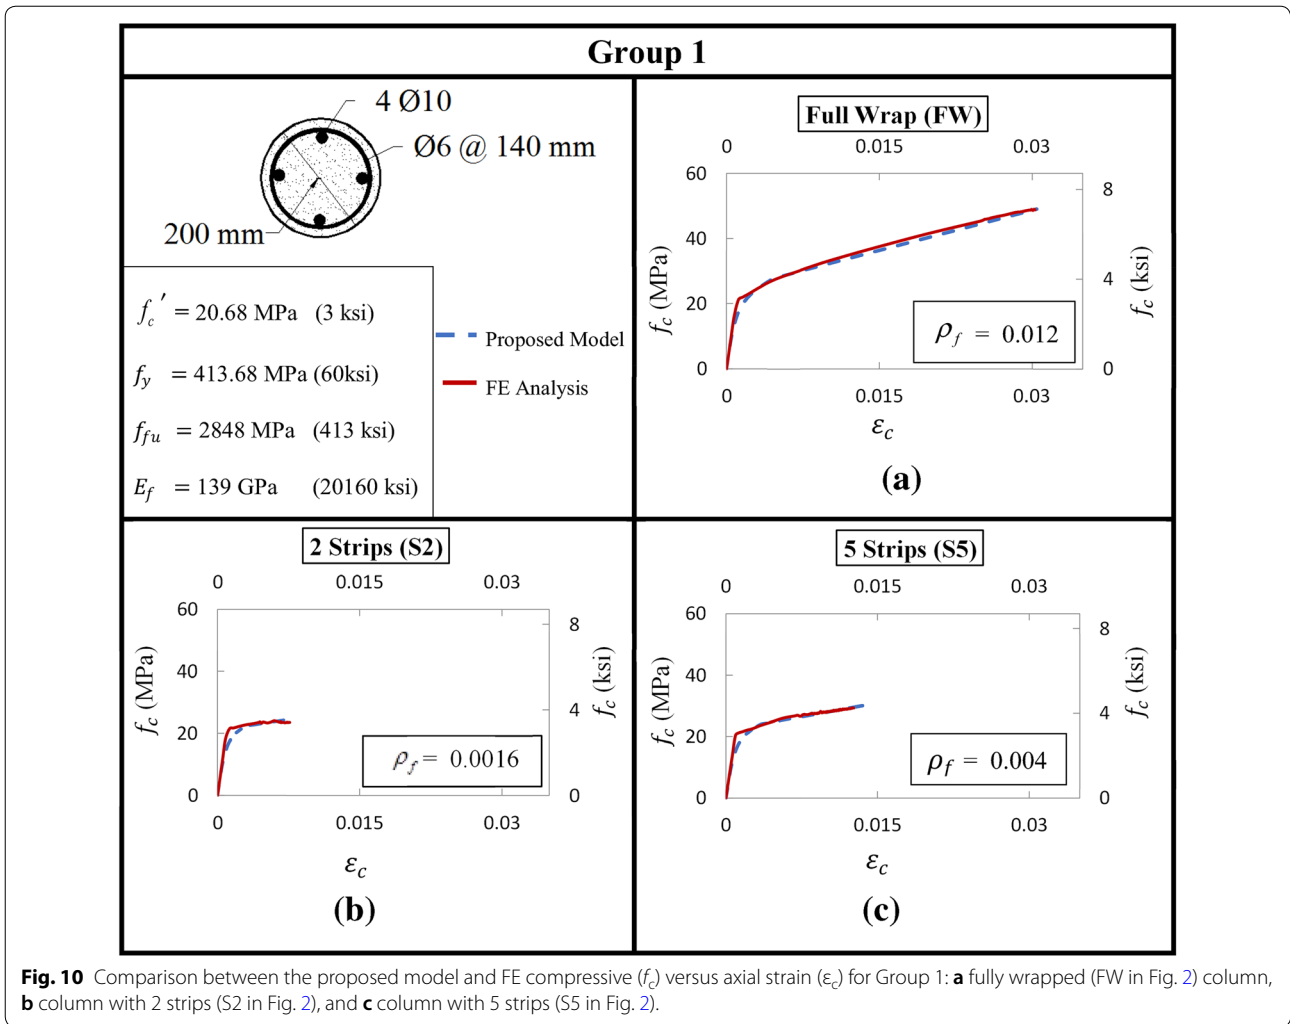 Group 1
4 Ø10
Ø6 @ 140 mm
200 mm
f_c′ = 20.68 MPa (3 ksi)
f_y = 413.68 MPa (60ksi)
f_fu = 2848 MPa (413 ksi)
E_f = 139 GPa (20160 ksi)
Proposed Model
FE Analysis
Full Wrap (FW)
0 0.015 0.03
60
40
20
0
f_c (MPa)
8
4
0
f_c (ksi)
ρ_f = 0.012
0 0.015 0.03
ε_c
(a)
2 Strips (S2)
0 0.015 0.03
60
40
20
0
f_c (MPa)
8
4
0
f_c (ksi)
ρ_f = 0.0016
0 0.015 0.03
ε_c
(b)
5 Strips (S5)
0 0.015 0.03
60
40
20
0
f_c (MPa)
8
4
0
f_c (ksi)
ρ_f = 0.004
0 0.015 0.03
ε_c
(c)
Fig. 10 Comparison between the proposed model and FE compressive (f_c) versus axial strain (ε_c) for Group 1: a fully wrapped (FW in Fig. 2) column,
b column with 2 strips (S2 in Fig. 2), and c column with 5 strips (S5 in Fig. 2).